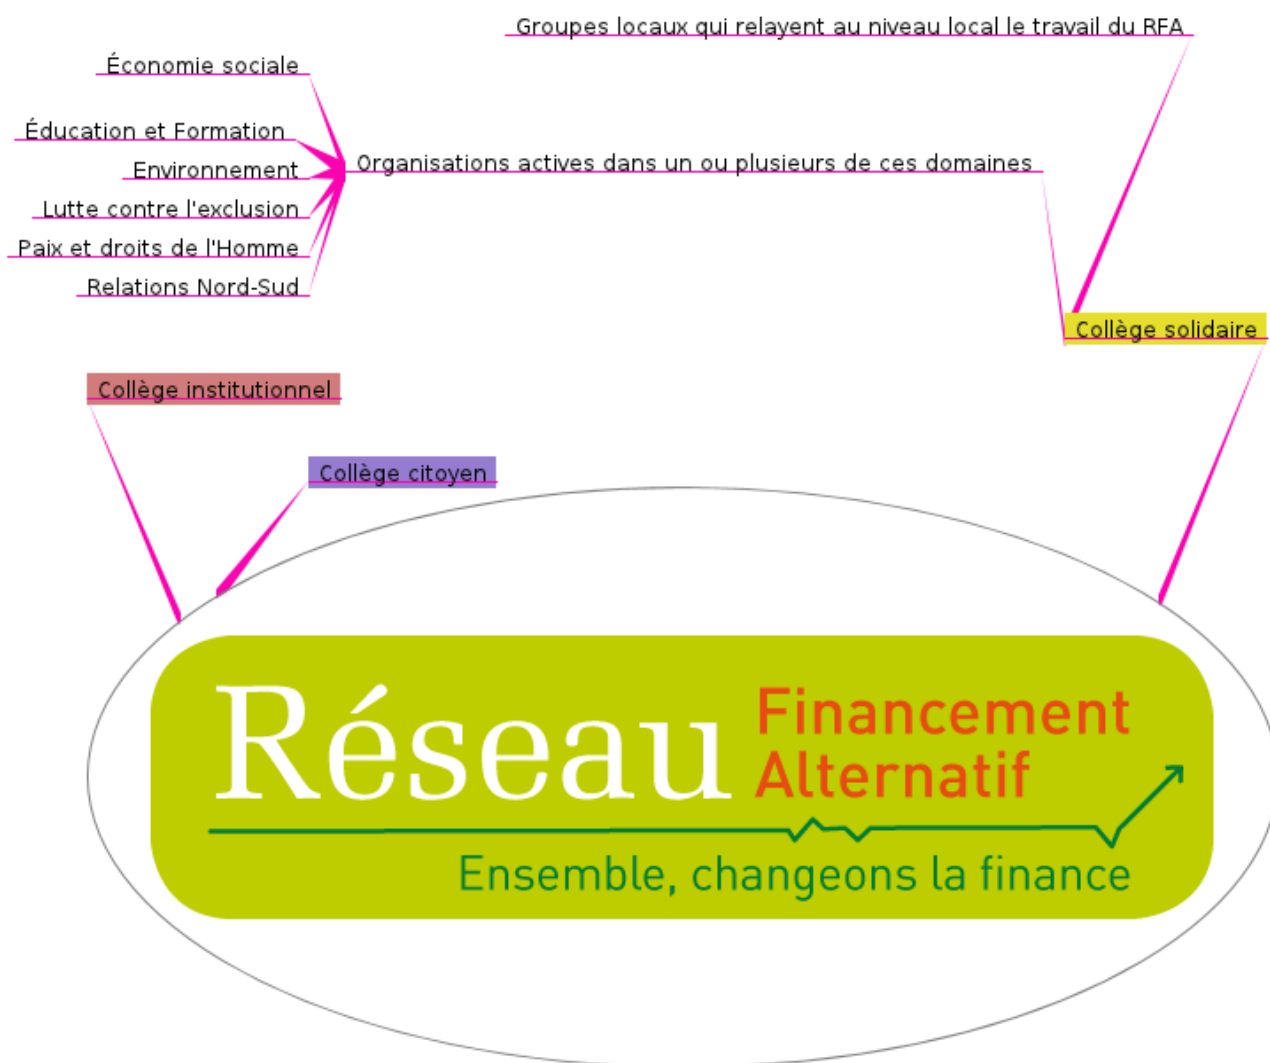 Groupes locaux qui relayent au niveau local le travail du RFA
Économie sociale
Éducation et Formation
Environnement
Lutte contre l'exclusion
Paix et droits de l'Homme
Relations Nord-Sud
Organisations actives dans un ou plusieurs de ces domaines
Collège solidaire
Collège institutionnel
Collège citoyen
Réseau
Financement
Alternatif
Ensemble, changeons la finance